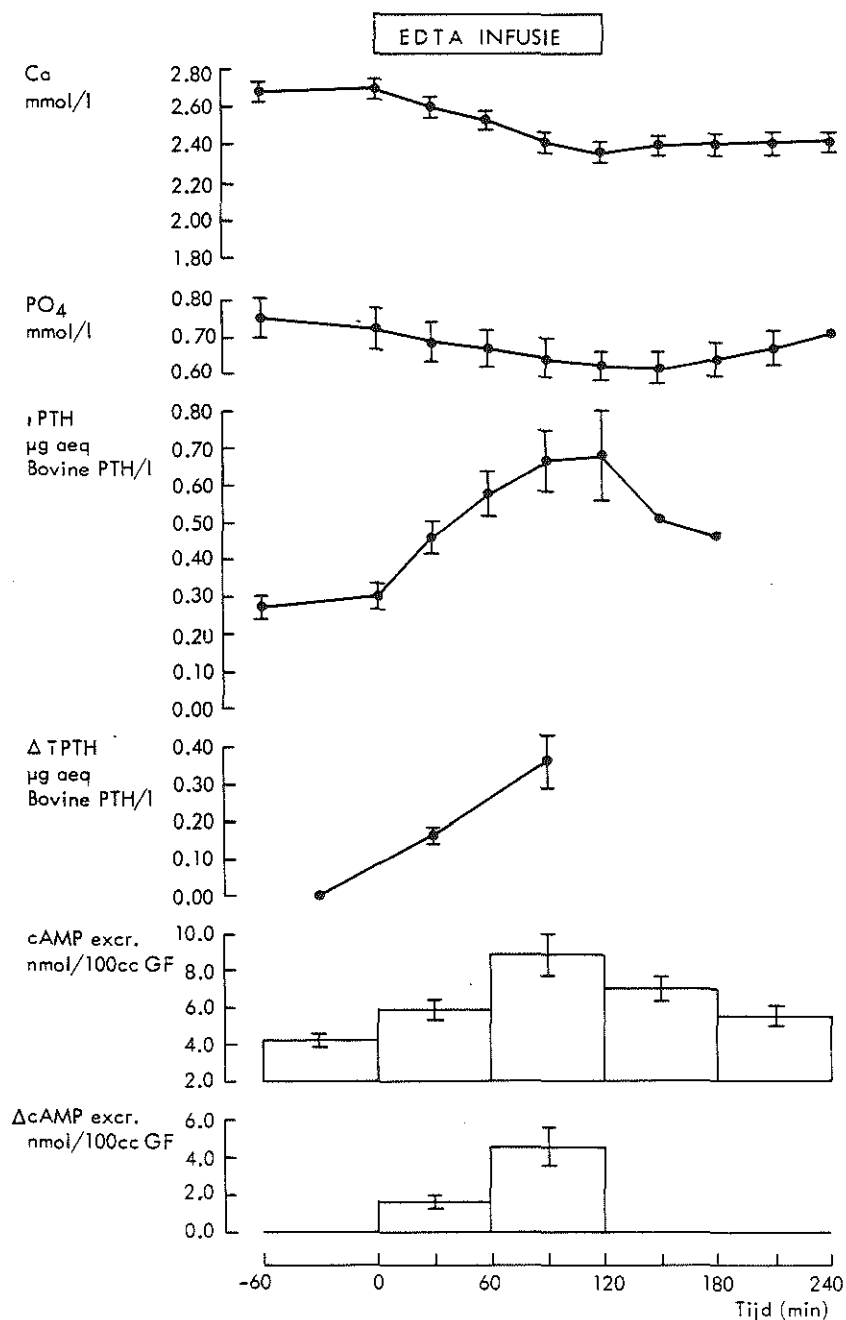 EDTA INFUSIE
Ca
mmol/l
2.80
2.60
2.40
2.20
2.00
1.80
PO4
mmol/l
0.80
0.70
0.60
ıPTH
µg aeq
Bovine PTH/l
0.80
0.70
0.60
0.50
0.40
0.30
0.20
0.10
0.00
Δ TPTH
µg aeq
Bovine PTH/l
0.40
0.30
0.20
0.10
0.00
cAMP excr.
nmol/100cc GF
10.0
8.0
6.0
4.0
2.0
ΔcAMP excr.
nmol/100cc GF
6.0
4.0
2.0
0.0
-60 0 60 120 180 240
Tijd (min)